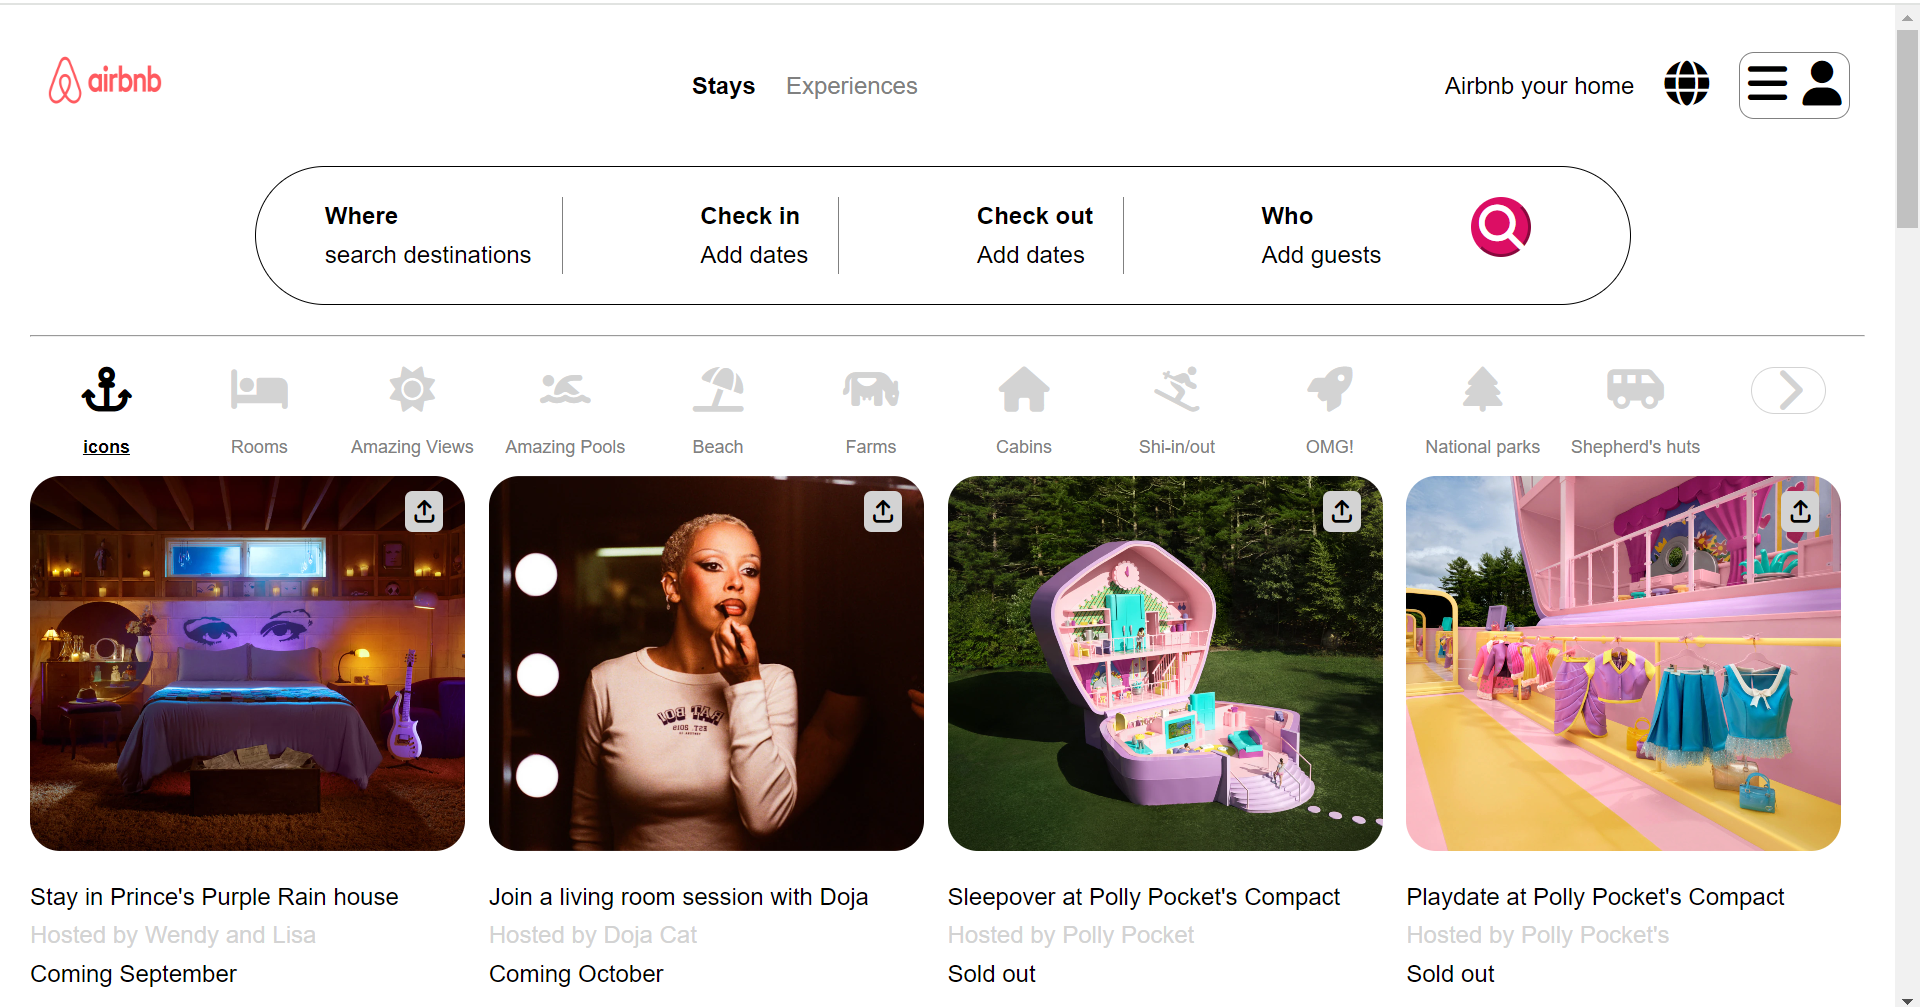 airbnb
Stays Experiences
Airbnb your home
Where Check in Check out Who
search destinations Add dates Add dates Add guests
icons Rooms Amazing Views Amazing Pools Beach Farms Cabins Shi-in/out OMG! National parks Shepherd's huts
RAT BOI
EST. 2015
Stay in Prince's Purple Rain house
Hosted by Wendy and Lisa
Coming September
Join a living room session with Doja
Hosted by Doja Cat
Coming October
Sleepover at Polly Pocket's Compact
Hosted by Polly Pocket
Sold out
Playdate at Polly Pocket's Compact
Hosted by Polly Pocket's
Sold out